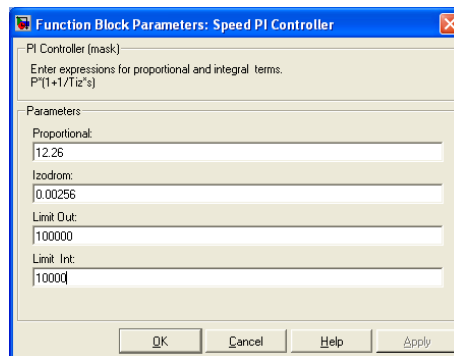 Function Block Parameters: Speed PI Controller
PI Controller (mask)
Enter expressions for proportional and integral terms.
P*(1+1/Tiz*s)
Parameters
Proportional:
12.26
Izodrom:
0.00256
Limit Out:
100000
Limit Int:
10000
OK Cancel Help Apply